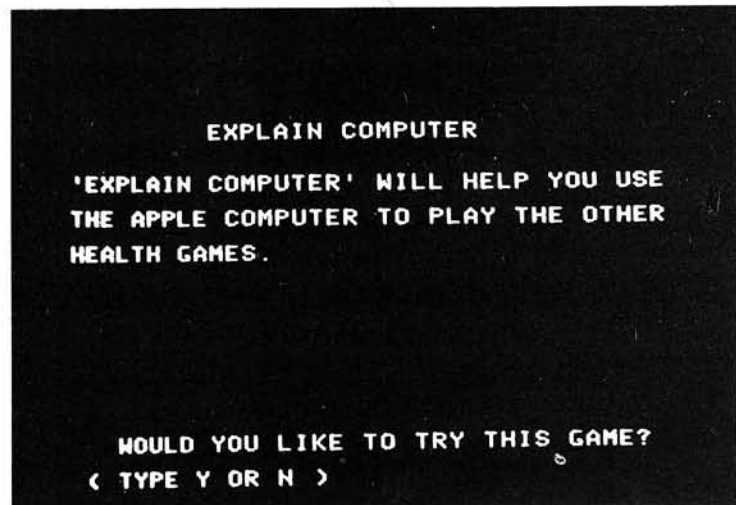 EXPLAIN COMPUTER
'EXPLAIN COMPUTER' WILL HELP YOU USE
THE APPLE COMPUTER TO PLAY THE OTHER
HEALTH GAMES.
WOULD YOU LIKE TO TRY THIS GAME?
( TYPE Y OR N )